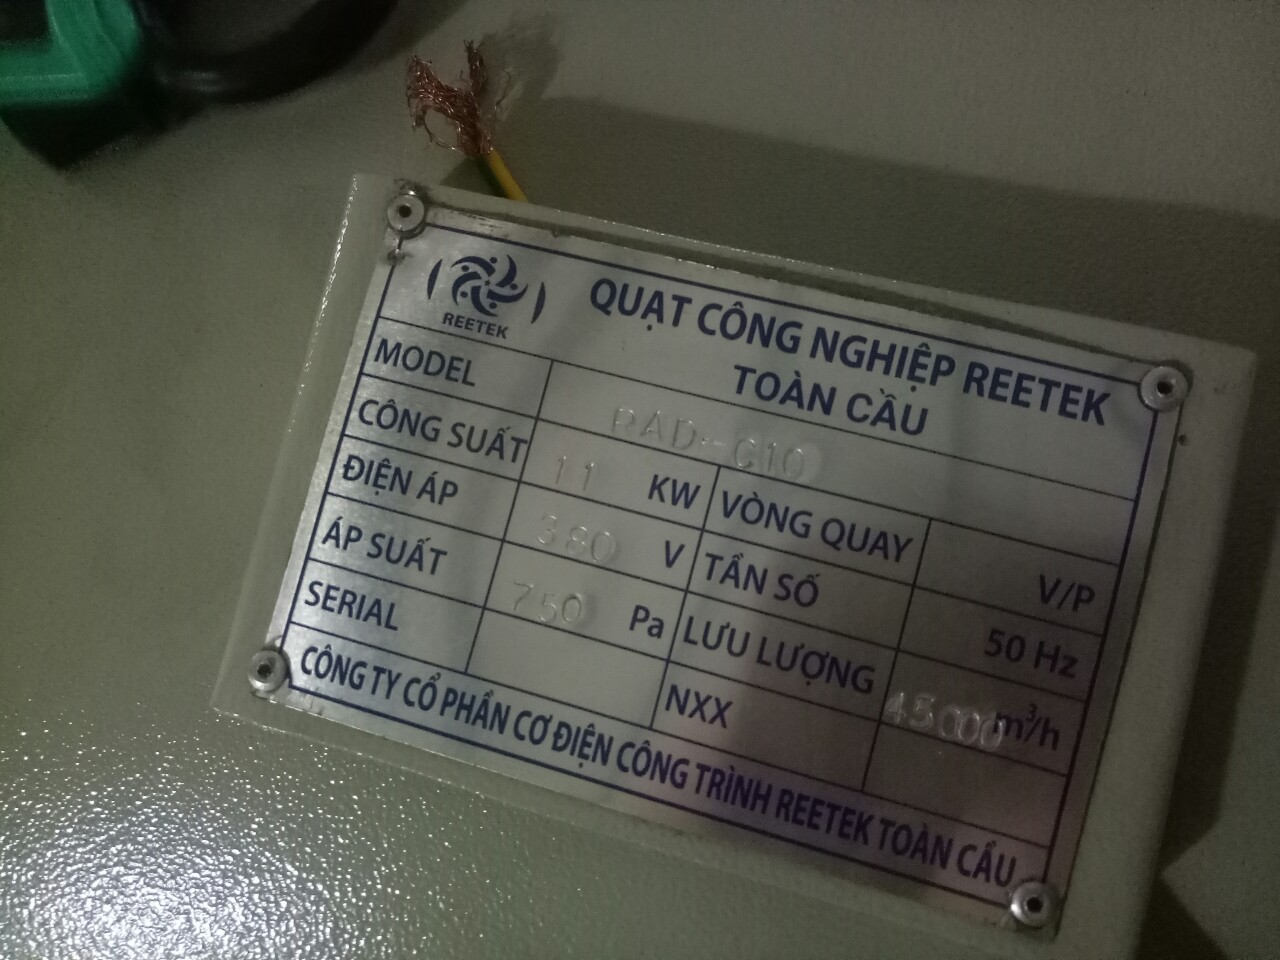 REETEK
QUẠT CÔNG NGHIỆP REETEK
TOÀN CẦU
MODEL RAD-C10
CÔNG SUẤT 11 KW VÒNG QUAY V/P
ĐIỆN ÁP 380 V TẦN SỐ 50 Hz
ÁP SUẤT 750 Pa LƯU LƯỢNG 45000 m³/h
SERIAL NXX
CÔNG TY CỔ PHẦN CƠ ĐIỆN CÔNG TRÌNH REETEK TOÀN CẦU